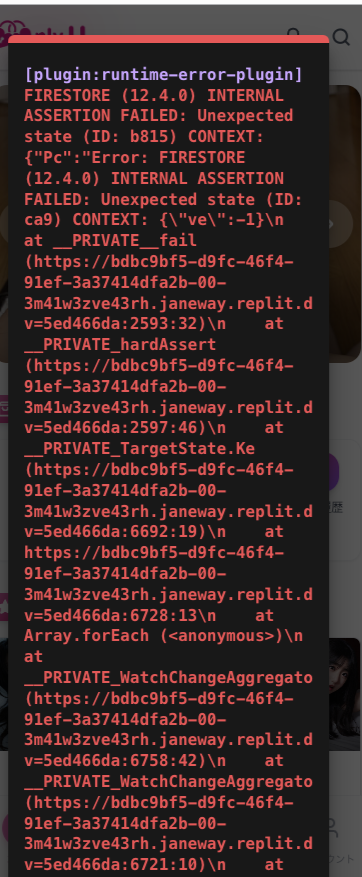 [plugin:runtime-error-plugin]
FIRESTORE (12.4.0) INTERNAL
ASSERTION FAILED: Unexpected
state (ID: b815) CONTEXT:
{"Pc":"Error: FIRESTORE
(12.4.0) INTERNAL ASSERTION
FAILED: Unexpected state (ID:
ca9) CONTEXT: {\"ve\":-1}\n
at __PRIVATE__fail
(https://bdbc9bf5-d9fc-46f4-
91ef-3a37414dfa2b-00-
3m41w3zve43rh.janeway.replit.d
v=5ed466da:2593:32)\n    at
__PRIVATE_hardAssert
(https://bdbc9bf5-d9fc-46f4-
91ef-3a37414dfa2b-00-
3m41w3zve43rh.janeway.replit.d
v=5ed466da:2597:46)\n    at
__PRIVATE_TargetState.Ke
(https://bdbc9bf5-d9fc-46f4-
91ef-3a37414dfa2b-00-
3m41w3zve43rh.janeway.replit.d
v=5ed466da:6692:19)\n    at
https://bdbc9bf5-d9fc-46f4-
91ef-3a37414dfa2b-00-
3m41w3zve43rh.janeway.replit.d
v=5ed466da:6728:13\n    at
Array.forEach (<anonymous>)\n
at
__PRIVATE_WatchChangeAggregato
(https://bdbc9bf5-d9fc-46f4-
91ef-3a37414dfa2b-00-
3m41w3zve43rh.janeway.replit.d
v=5ed466da:6758:42)\n    at
__PRIVATE_WatchChangeAggregato
(https://bdbc9bf5-d9fc-46f4-
91ef-3a37414dfa2b-00-
3m41w3zve43rh.janeway.replit.d
v=5ed466da:6721:10)\n    at
歴
ウント